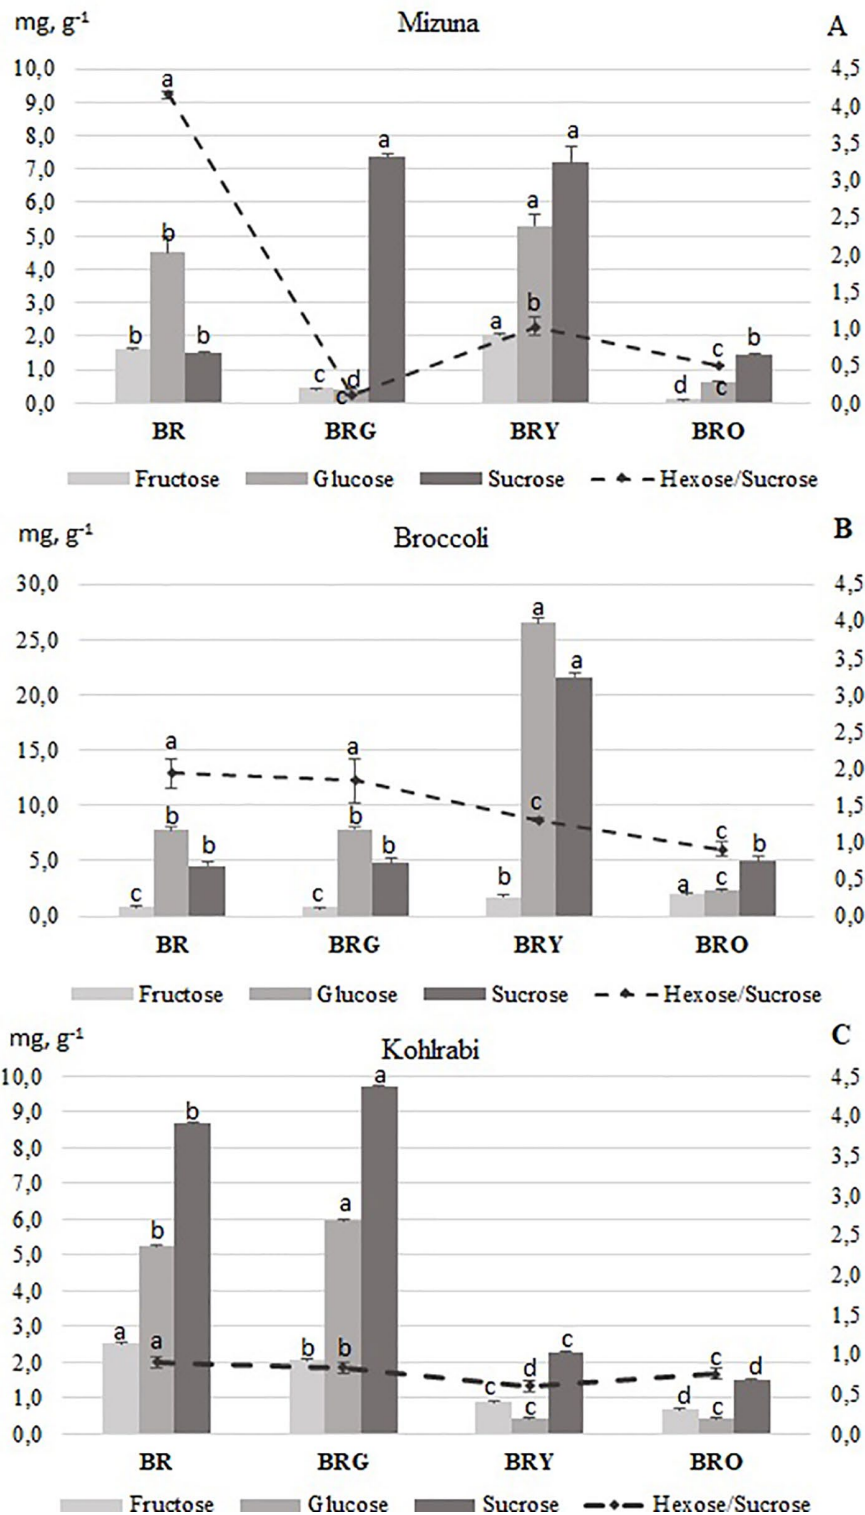 mg, g-1 Mizuna A
10,0 4,5
9,0 4,0
8,0 3,5
7,0 3,0
6,0 2,5
5,0 2,0
4,0 1,5
3,0 1,0
2,0 0,5
1,0 0,0
0,0
a
b b b
c d c a
a a b a
d c c b
BR BRG BRY BRO
Fructose Glucose Sucrose Hexose/Sucrose
mg, g-1 Broccoli B
30,0 4,5
25,0 4,0
20,0 3,5
15,0 3,0
10,0 2,5
5,0 2,0
0,0 1,5
1,0
0,5
0,0
a c b b
a c b b
a a c b
c a c b
BR BRG BRY BRO
Fructose Glucose Sucrose Hexose/Sucrose
mg, g-1 Kohlrabi C
10,0 4,5
9,0 4,0
8,0 3,5
7,0 3,0
6,0 2,5
5,0 2,0
4,0 1,5
3,0 1,0
2,0 0,5
1,0 0,0
0,0
a b a b
b a b a
c c d c
d c c d
BR BRG BRY BRO
Fructose Glucose Sucrose Hexose/Sucrose